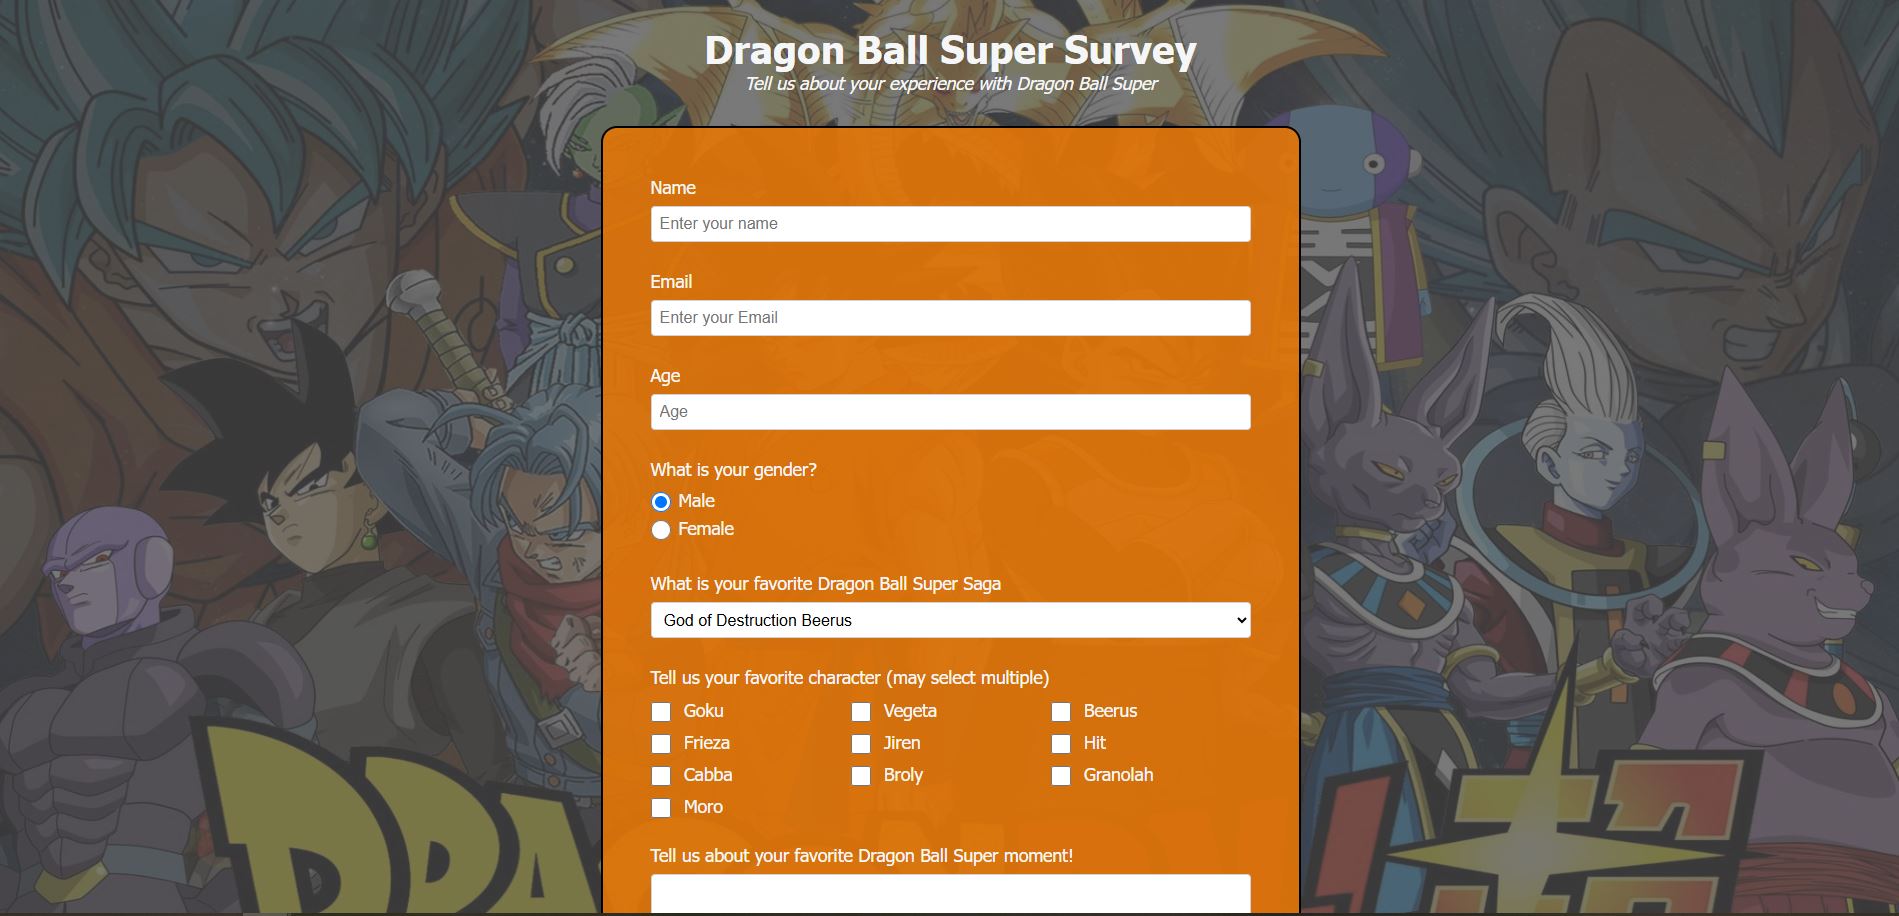 Dragon Ball Super Survey
Tell us about your experience with Dragon Ball Super
Name
Enter your name
Email
Enter your Email
Age
Age
What is your gender?
Male
Female
What is your favorite Dragon Ball Super Saga
God of Destruction Beerus
Tell us your favorite character (may select multiple)
Goku Vegeta Beerus
Frieza Jiren Hit
Cabba Broly Granolah
Moro
Tell us about your favorite Dragon Ball Super moment!